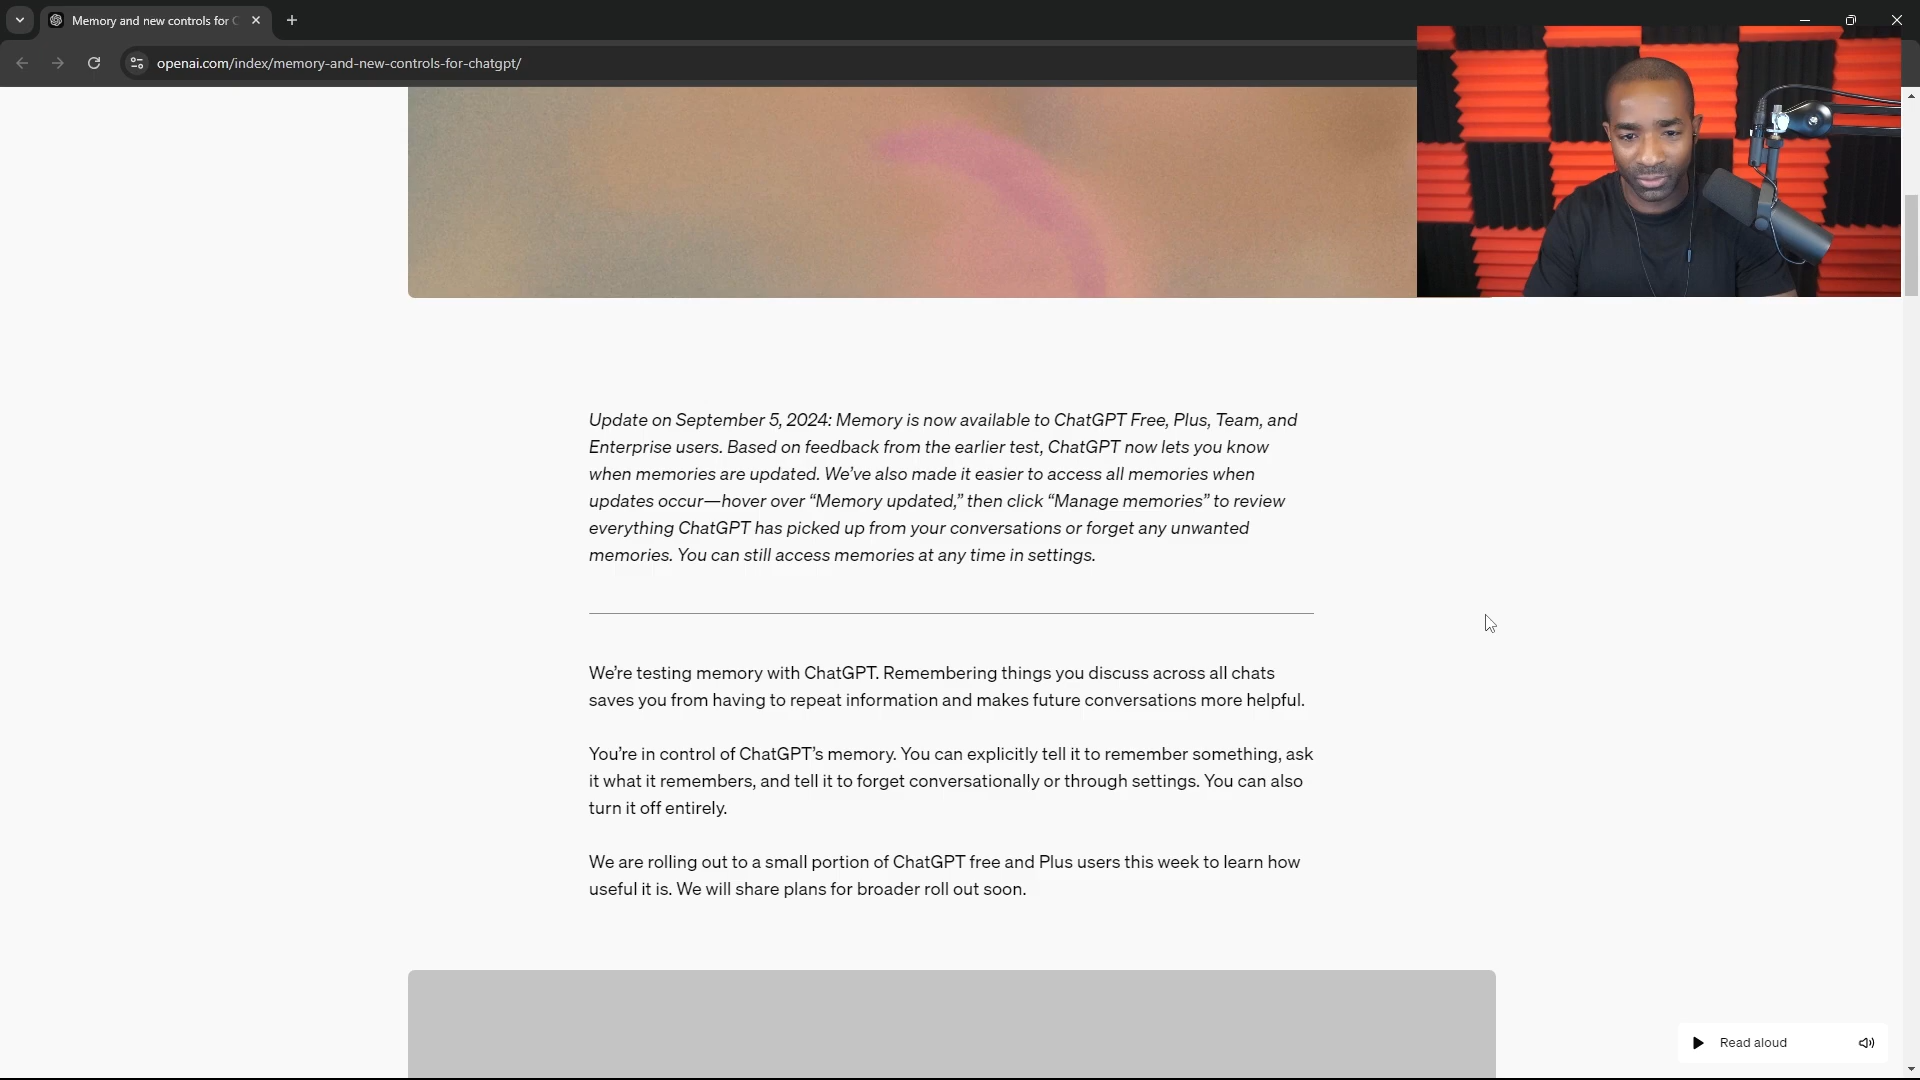 Memory and new controls for C
openai.com/index/memory-and-new-controls-for-chatgpt/
Update on September 5, 2024: Memory is now available to ChatGPT Free, Plus, Team, and
Enterprise users. Based on feedback from the earlier test, ChatGPT now lets you know
when memories are updated. We’ve also made it easier to access all memories when
updates occur—hover over “Memory updated,” then click “Manage memories” to review
everything ChatGPT has picked up from your conversations or forget any unwanted
memories. You can still access memories at any time in settings.
We’re testing memory with ChatGPT. Remembering things you discuss across all chats
saves you from having to repeat information and makes future conversations more helpful.
You’re in control of ChatGPT’s memory. You can explicitly tell it to remember something, ask
it what it remembers, and tell it to forget conversationally or through settings. You can also
turn it off entirely.
We are rolling out to a small portion of ChatGPT free and Plus users this week to learn how
useful it is. We will share plans for broader roll out soon.
Read aloud